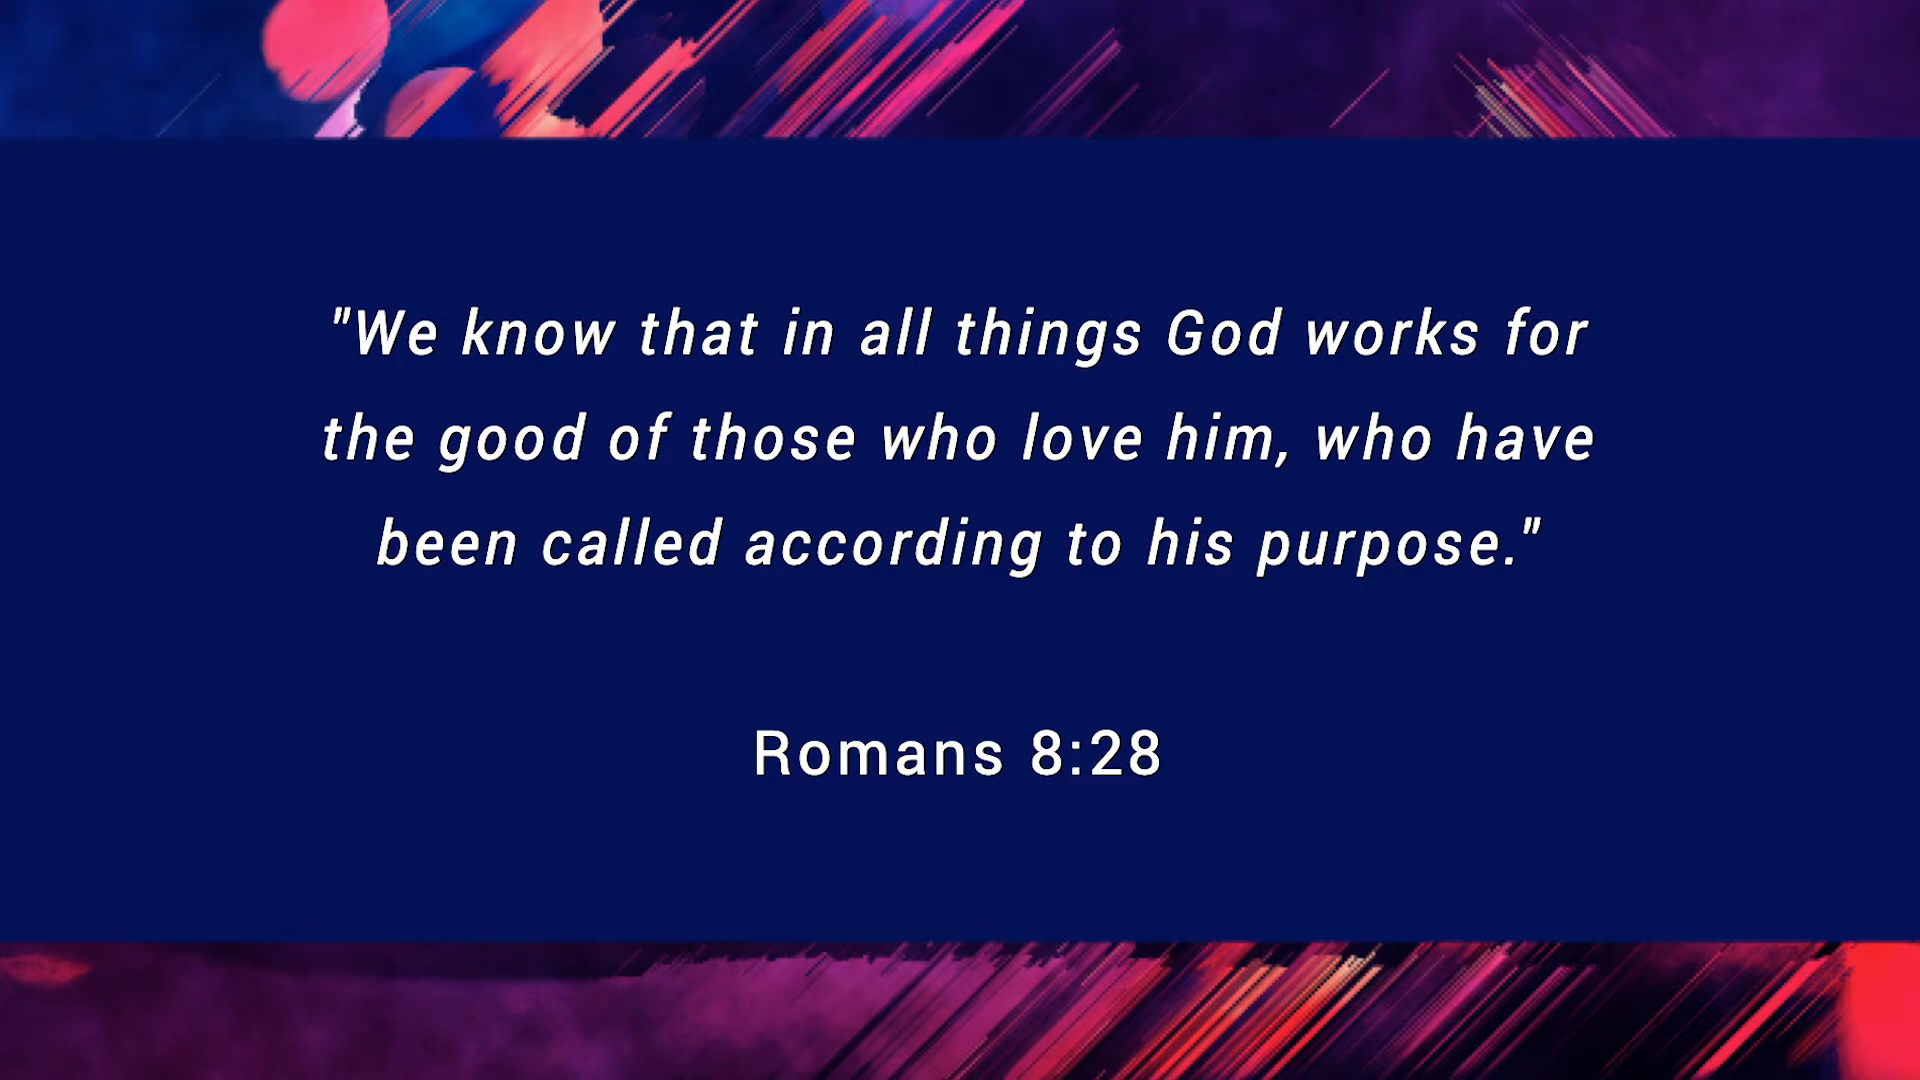 "We know that in all things God works for
the good of those who love him, who have
been called according to his purpose."
Romans 8:28